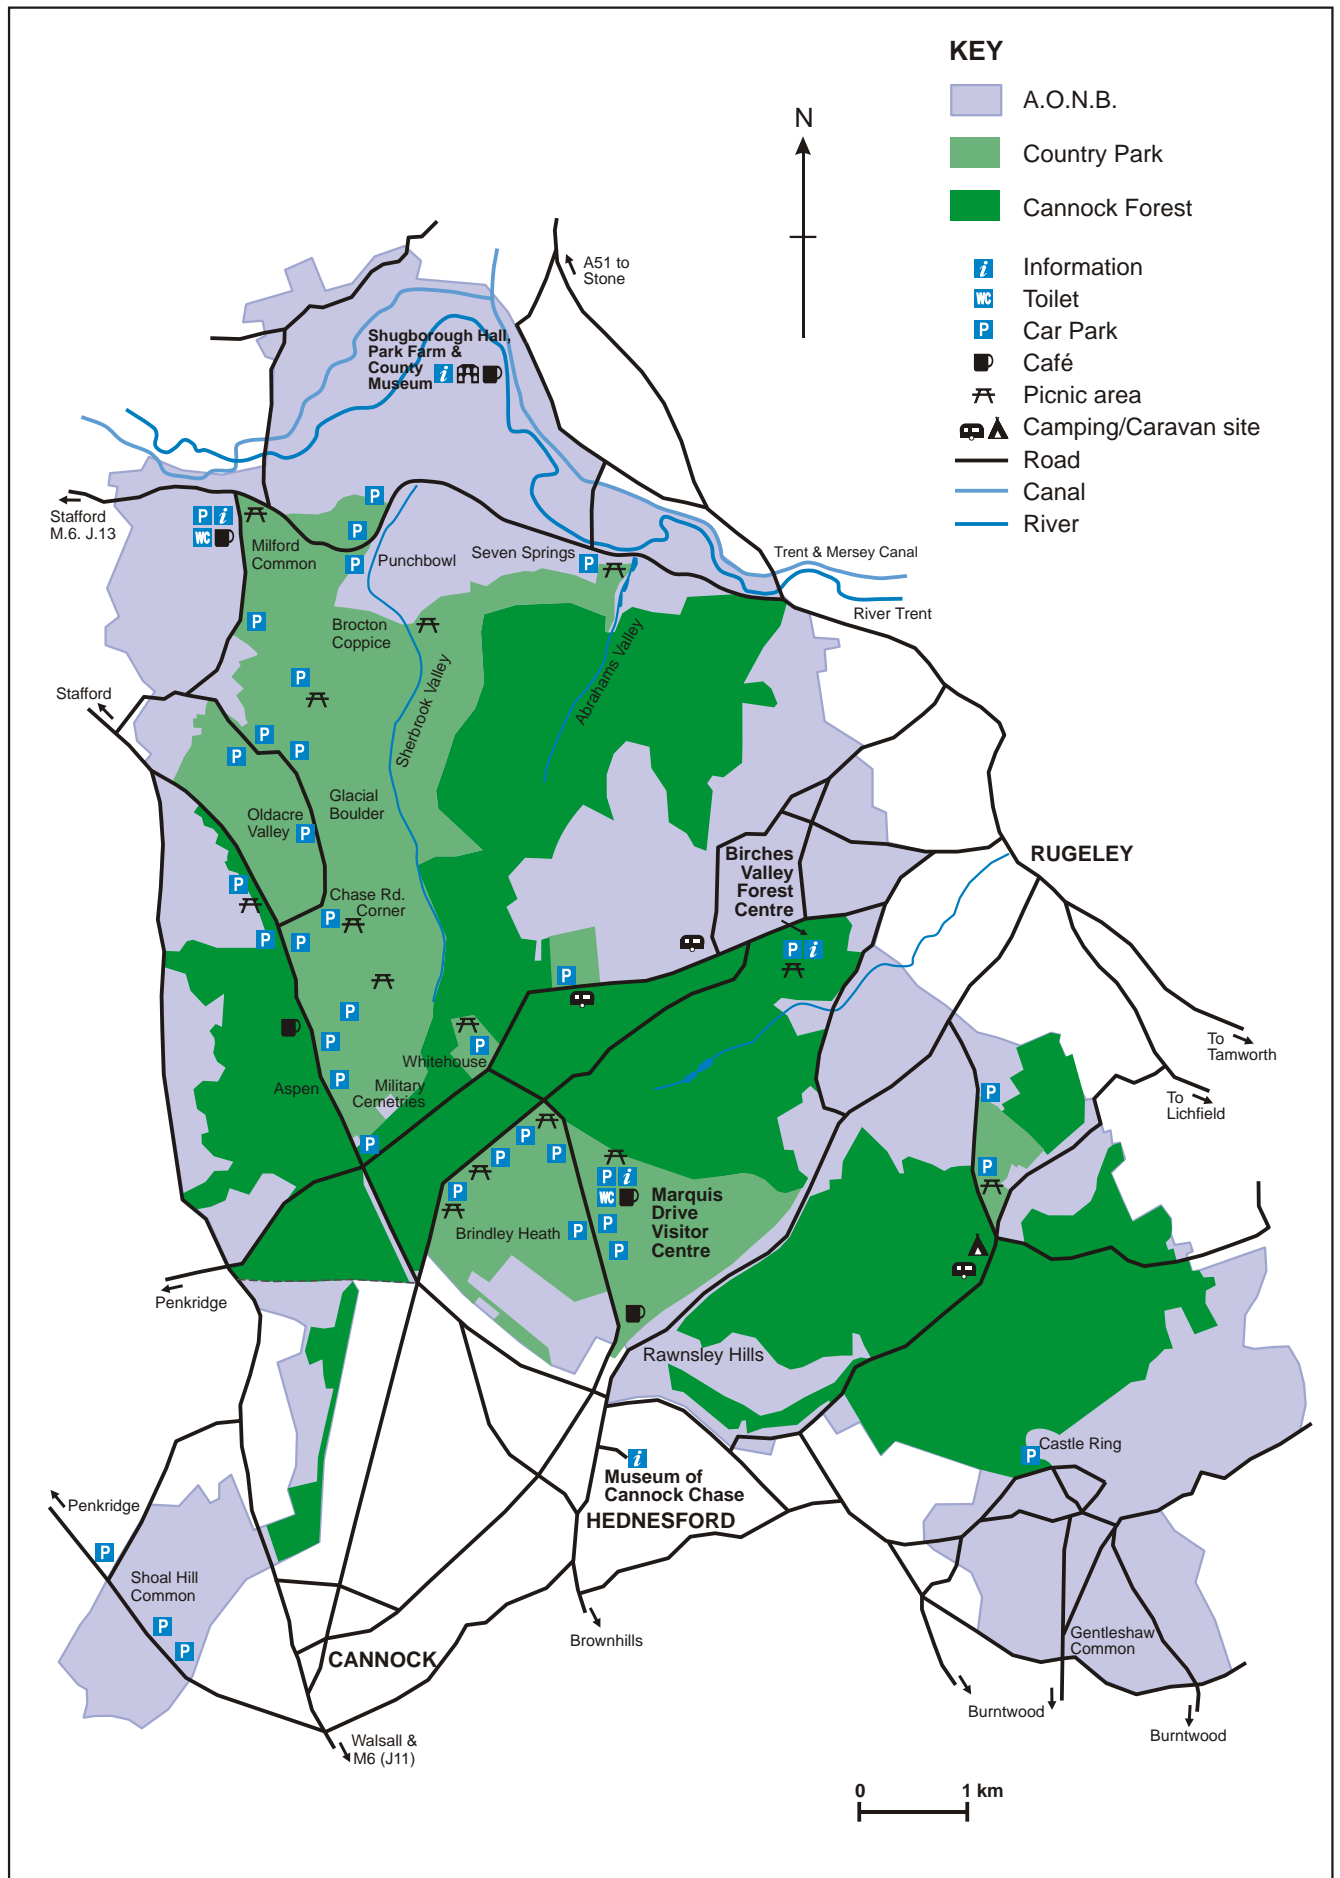 KEY
A.O.N.B.
Country Park
Cannock Forest
i Information
WC Toilet
P Car Park
Café
Picnic area
Camping/Caravan site
Road
Canal
River
N
A51 to
Stone
Shugborough Hall,
Park Farm &
County
Museum i
Stafford
M.6. J.13
P i
WC
Milford
Common
P
P
P
Punchbowl
Seven Springs P
Trent & Mersey Canal
River Trent
P
Brocton
Coppice
Abrahams Valley
Sherbrook Valley
P
Stafford
P
P
P
Glacial
Boulder
Oldacre
Valley P
Birches
Valley
Forest
Centre
RUGELEY
P
Chase Rd.
Corner
P
P
P
P i
P
P
P
Whitehouse
P
Aspen
P
Military
Cemetries
To
Tamworth
To
Lichfield
P
P
P
P
P
P
P
P i
WC
P
P
P
Marquis
Drive
Visitor
Centre
Brindley Heath
P
Penkridge
Rawnsley Hills
Castle Ring
P
i
Museum of
Cannock Chase
HEDNESFORD
Penkridge
P
Shoal Hill
Common
P
P
CANNOCK
Brownhills
Gentleshaw
Common
Burntwood
Burntwood
Walsall &
M6 (J11)
0 1 km